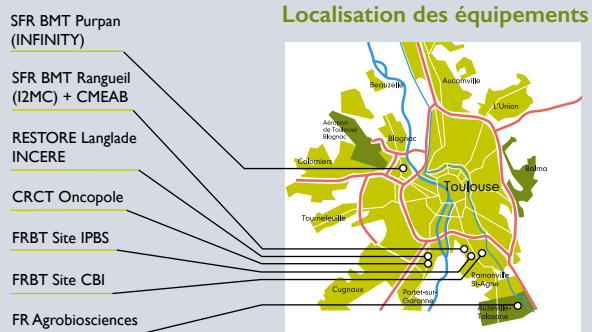 Localisation des équipements
SFR BMT Purpan
(INFINITY)
SFR BMT Rangueil
(I2MC) + CMEAB
RESTORE Langlade
INCERE
CRCT Oncopole
FRBT Site IPBS
FRBT Site CBI
FR Agrobiosciences
Beauzelle
Aucamville
L'Union
Aéroport
de Toulouse
Blagnac
Blagnac
Colomiers
Balma
Toulouse
Tournefeuille
Cugnaux
Portet-sur-
Garonne
Ramonville
St-Agne
Auzeville-
Tolosane